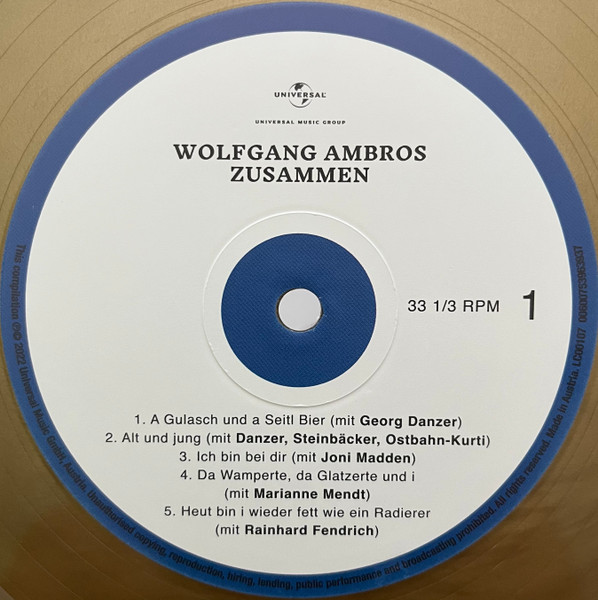 UNIVERSAL
UNIVERSAL MUSIC GROUP
WOLFGANG AMBROS
ZUSAMMEN
33 1/3 RPM 1
1. A Gulasch und a Seitl Bier (mit Georg Danzer)
2. Alt und jung (mit Danzer, Steinbäcker, Ostbahn-Kurti)
3. Ich bin bei dir (mit Joni Madden)
4. Da Wamperte, da Glatzerte und i
(mit Marianne Mendt)
5. Heut bin i wieder fett wie ein Radierer
(mit Rainhard Fendrich)
This compilation ℗© 2022 Universal Music GmbH, Austria. Unauthorised copying, reproduction, hiring, lending, public performance and broadcasting prohibited. All rights reserved. Made in Austria. LC00107 00600753963937